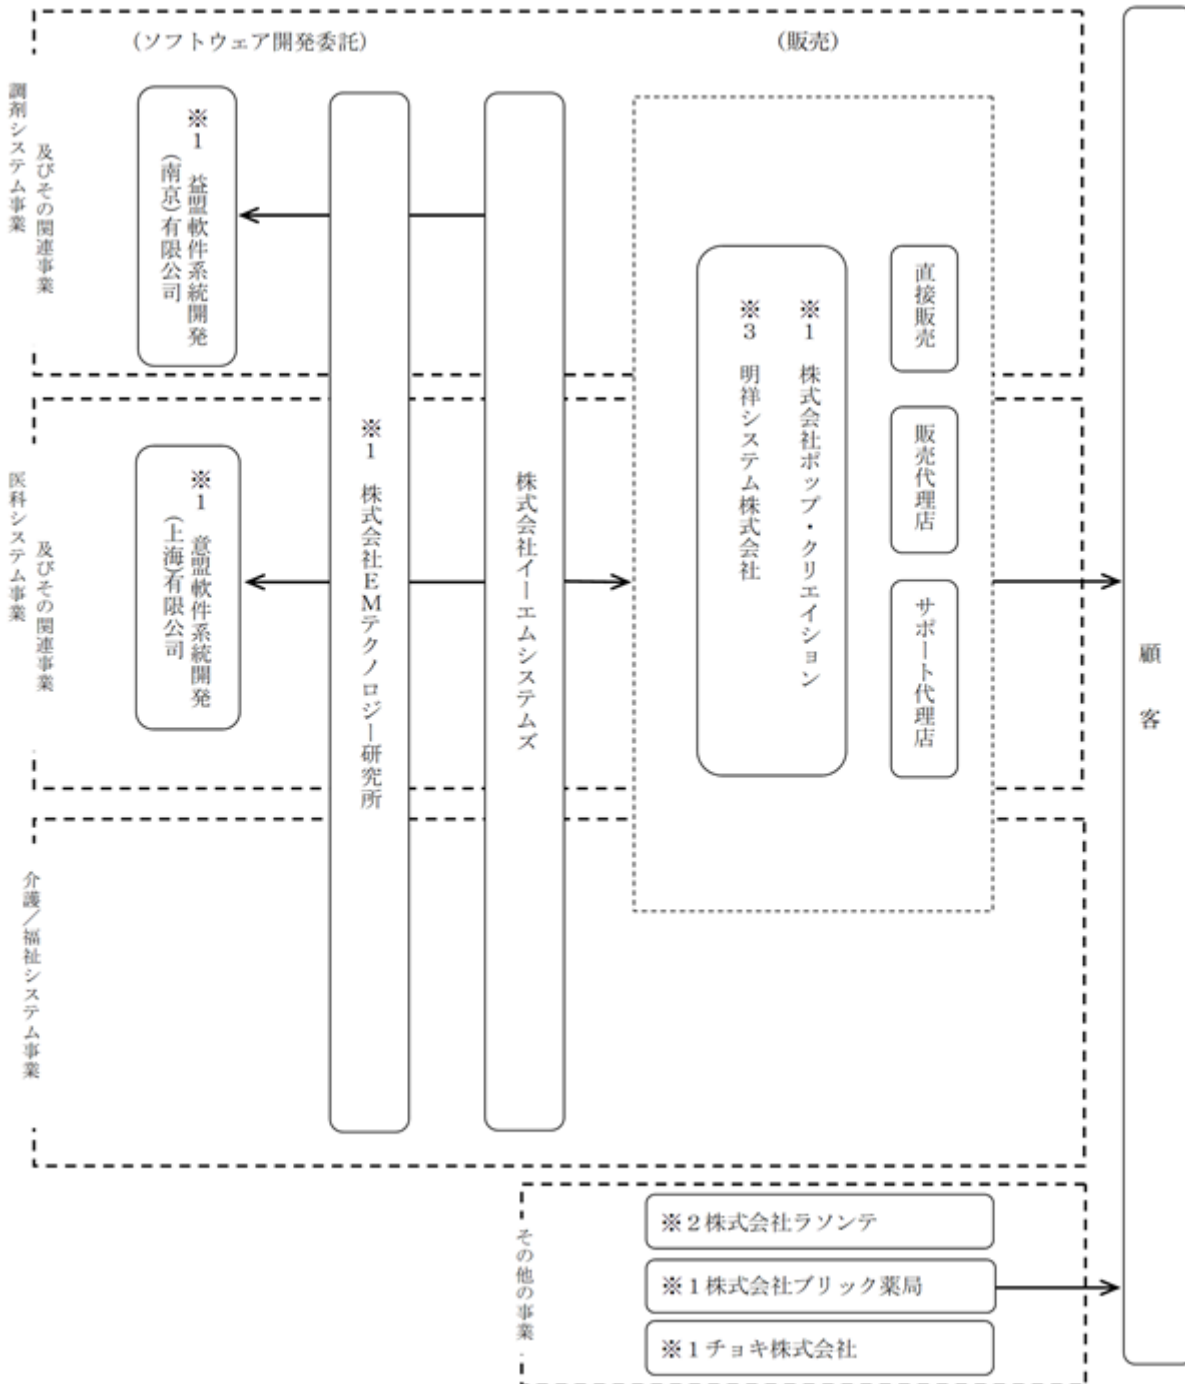 (ソフトウェア開発委託)
(販売)
調剤システム事業
及びその関連事業
※1 益盟軟件系統開発
(南京)有限公司
医科システム事業
及びその関連事業
※1 意盟軟件系統開発
(上海)有限公司
介護/福祉システム事業
※1 株式会社EMテクノロジー研究所
株式会社イーエムシステムズ
※1 株式会社ポップ・クリエイション
※3 明祥システム株式会社
直接販売
販売代理店
サポート代理店
顧客
その他の事業
※2株式会社ラソンテ
※1株式会社ブリック薬局
※1チョキ株式会社